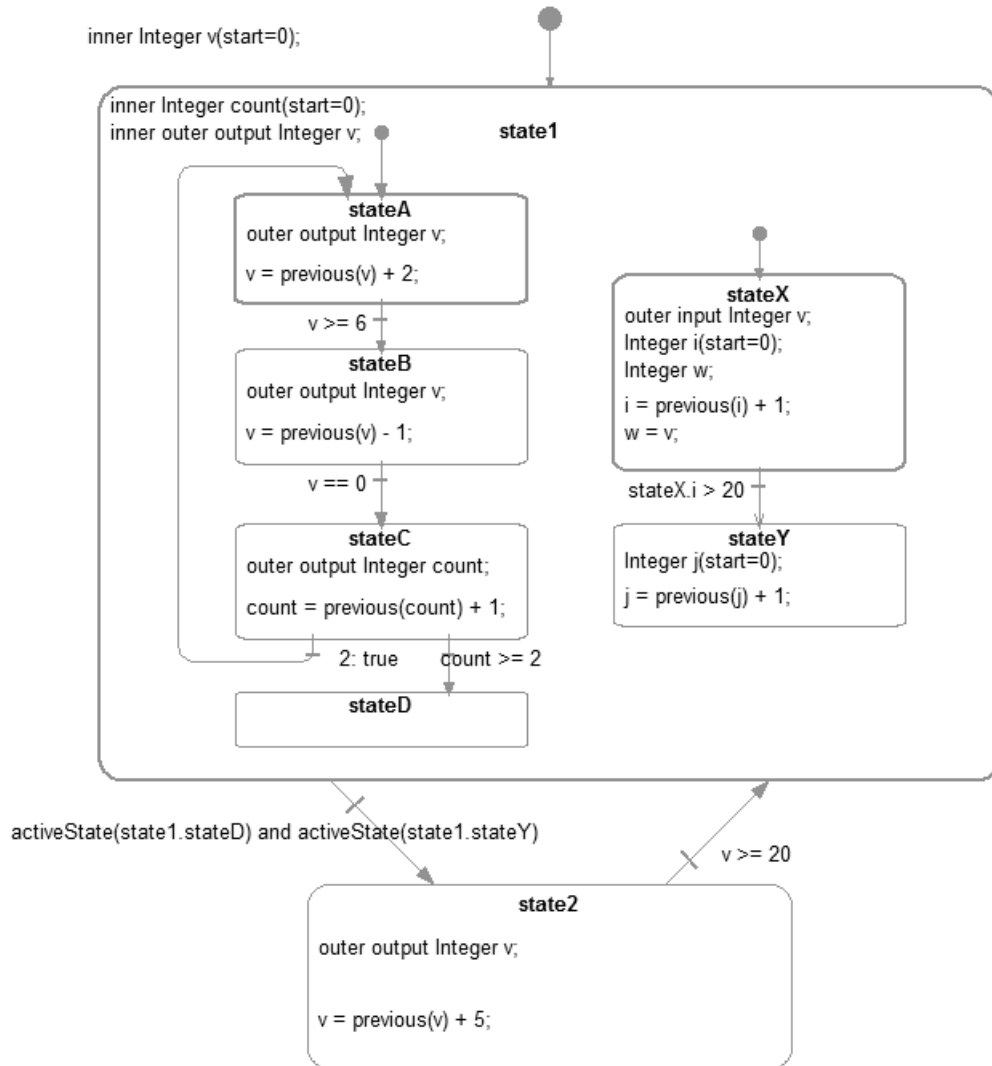 inner Integer v(start=0);
inner Integer count(start=0);
inner outer output Integer v;
state1
stateA
outer output Integer v;
v = previous(v) + 2;
v >= 6
stateB
outer output Integer v;
v = previous(v) - 1;
v == 0
stateC
outer output Integer count;
count = previous(count) + 1;
2: true
count >= 2
stateD
stateX
outer input Integer v;
Integer i(start=0);
Integer w;
i = previous(i) + 1;
w = v;
stateX.i > 20
stateY
Integer j(start=0);
j = previous(j) + 1;
activeState(state1.stateD) and activeState(state1.stateY)
v >= 20
state2
outer output Integer v;
v = previous(v) + 5;